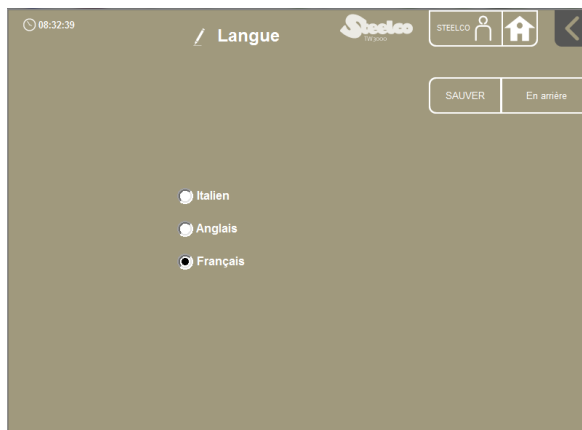 08:32:39
Langue
Steelco
STEELCO
SAUVER
En arrière
Italien
Anglais
Français